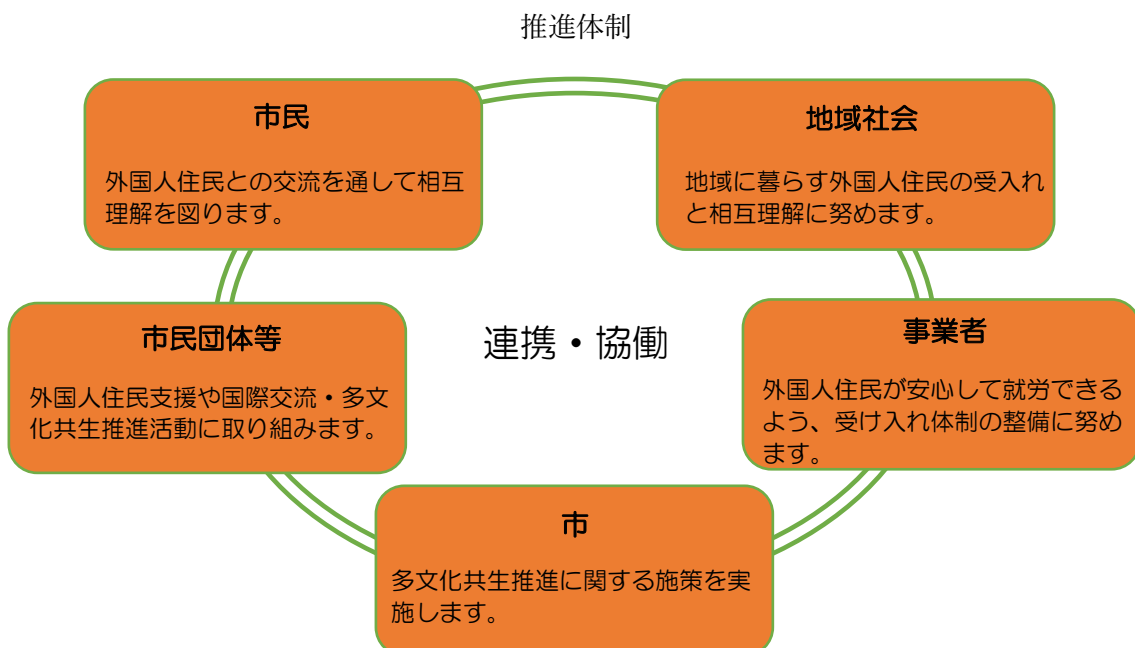 推進体制
市民
外国人住民との交流を通して相互
理解を図ります。
地域社会
地域に暮らす外国人住民の受入れ
と相互理解に努めます。
市民団体等
外国人住民支援や国際交流・多文
化共生推進活動に取り組みます。
連携・協働
事業者
外国人住民が安心して就労できる
よう、受け入れ体制の整備に努め
ます。
市
多文化共生推進に関する施策を実
施します。